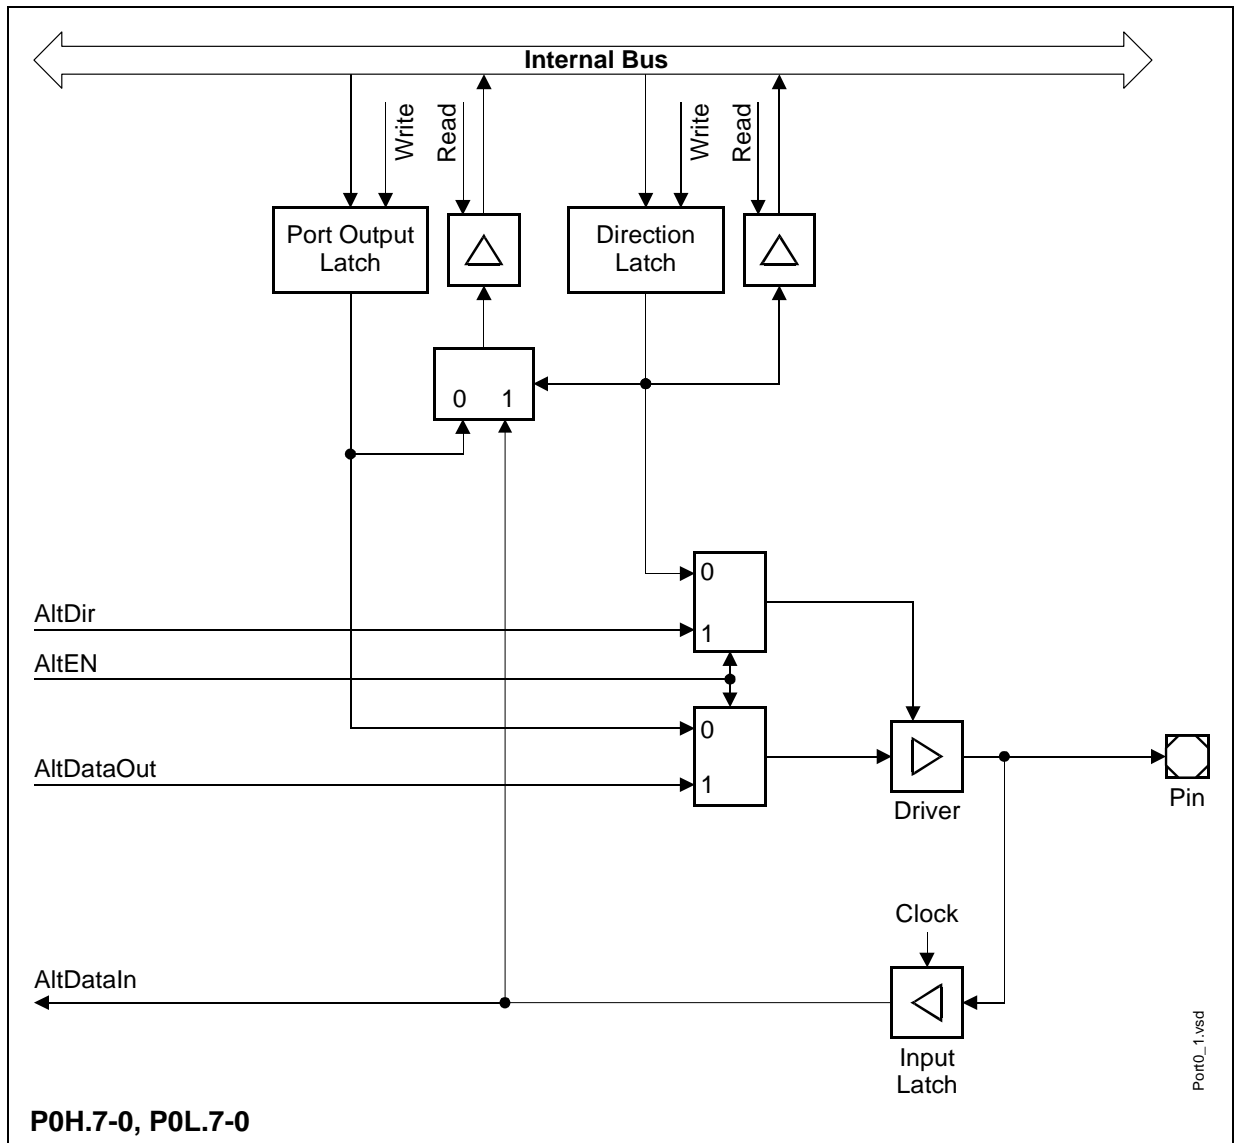 Internal Bus
Write
Read
Write
Read
Port Output
Latch
Direction
Latch
0 1
0
AltDir
1
AltEN
0
AltDataOut
1
Driver
Pin
Clock
AltDataIn
Input
Latch
Port0_1.vsd
P0H.7-0, P0L.7-0